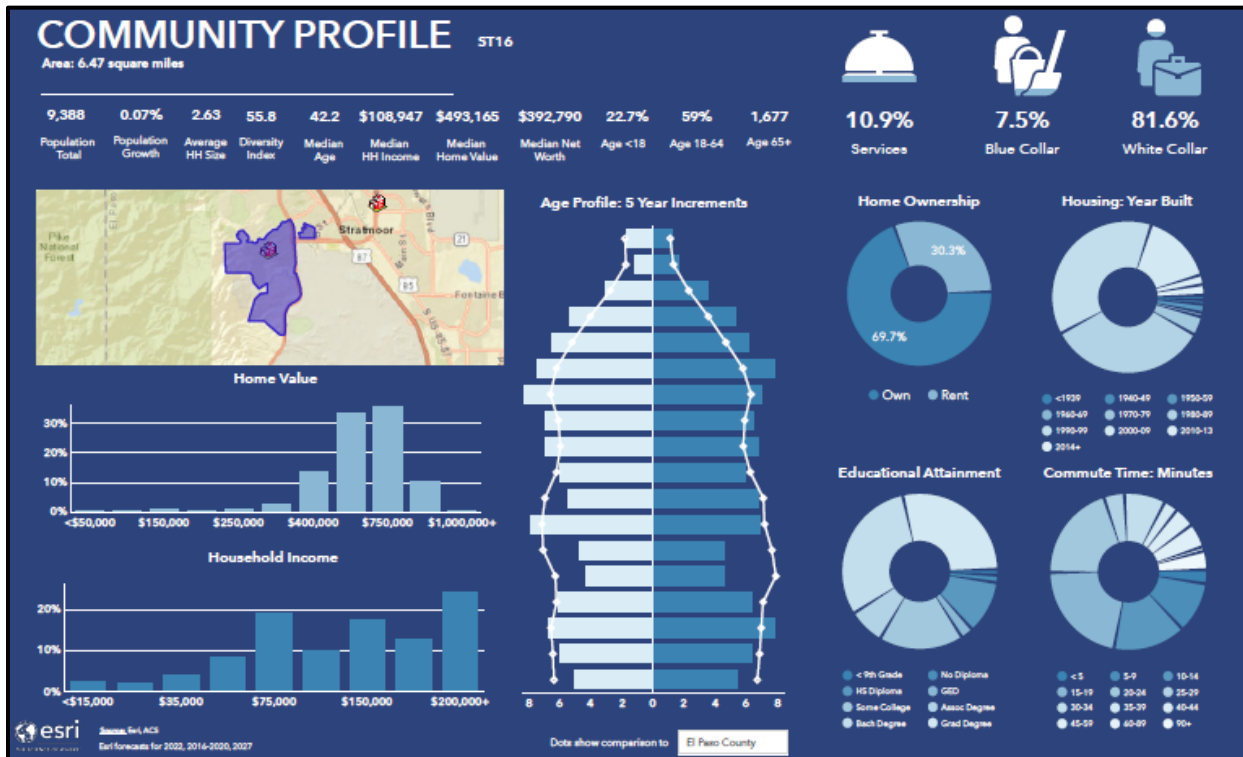 COMMUNITY PROFILE ST16
Area: 6.47 square miles
9,388
Population
Total
0.07%
Population
Growth
2.63
Average
HH Size
55.8
Diversity
Index
42.2
Median
Age
$108,947
Median
HH Income
$493,165
Median
Home Value
$392,790
Median Net
Worth
22.7%
Age <18
59%
Age 18-64
1,677
Age 65+
10.9%
Services
7.5%
Blue Collar
81.6%
White Collar
Pike
National
Forest
El Paso
Stratmoor
21
87
85
S US-85 ST
Fontaine B
Home Value
30%
20%
10%
0%
<$50,000 $150,000 $250,000 $400,000 $750,000 $1,000,000+
Household Income
20%
10%
0%
<$15,000 $35,000 $75,000 $150,000 $200,000+
Age Profile: 5 Year Increments
8 6 4 2 0 2 4 6 8
Dots show comparison to El Paso County
Home Ownership
30.3%
69.7%
Own Rent
Housing: Year Built
<1939 1940-49 1950-59
1960-69 1970-79 1980-89
1990-99 2000-09 2010-13
2014+
Educational Attainment
< 9th Grade No Diploma
HS Diploma GED
Some College Assoc Degree
Bach Degree Grad Degree
Commute Time: Minutes
< 5 5-9 10-14
15-19 20-24 25-29
30-34 35-39 40-44
45-59 60-89 90+
esri
Source: Esri, ACS
Esri forecasts for 2022, 2016-2020, 2027